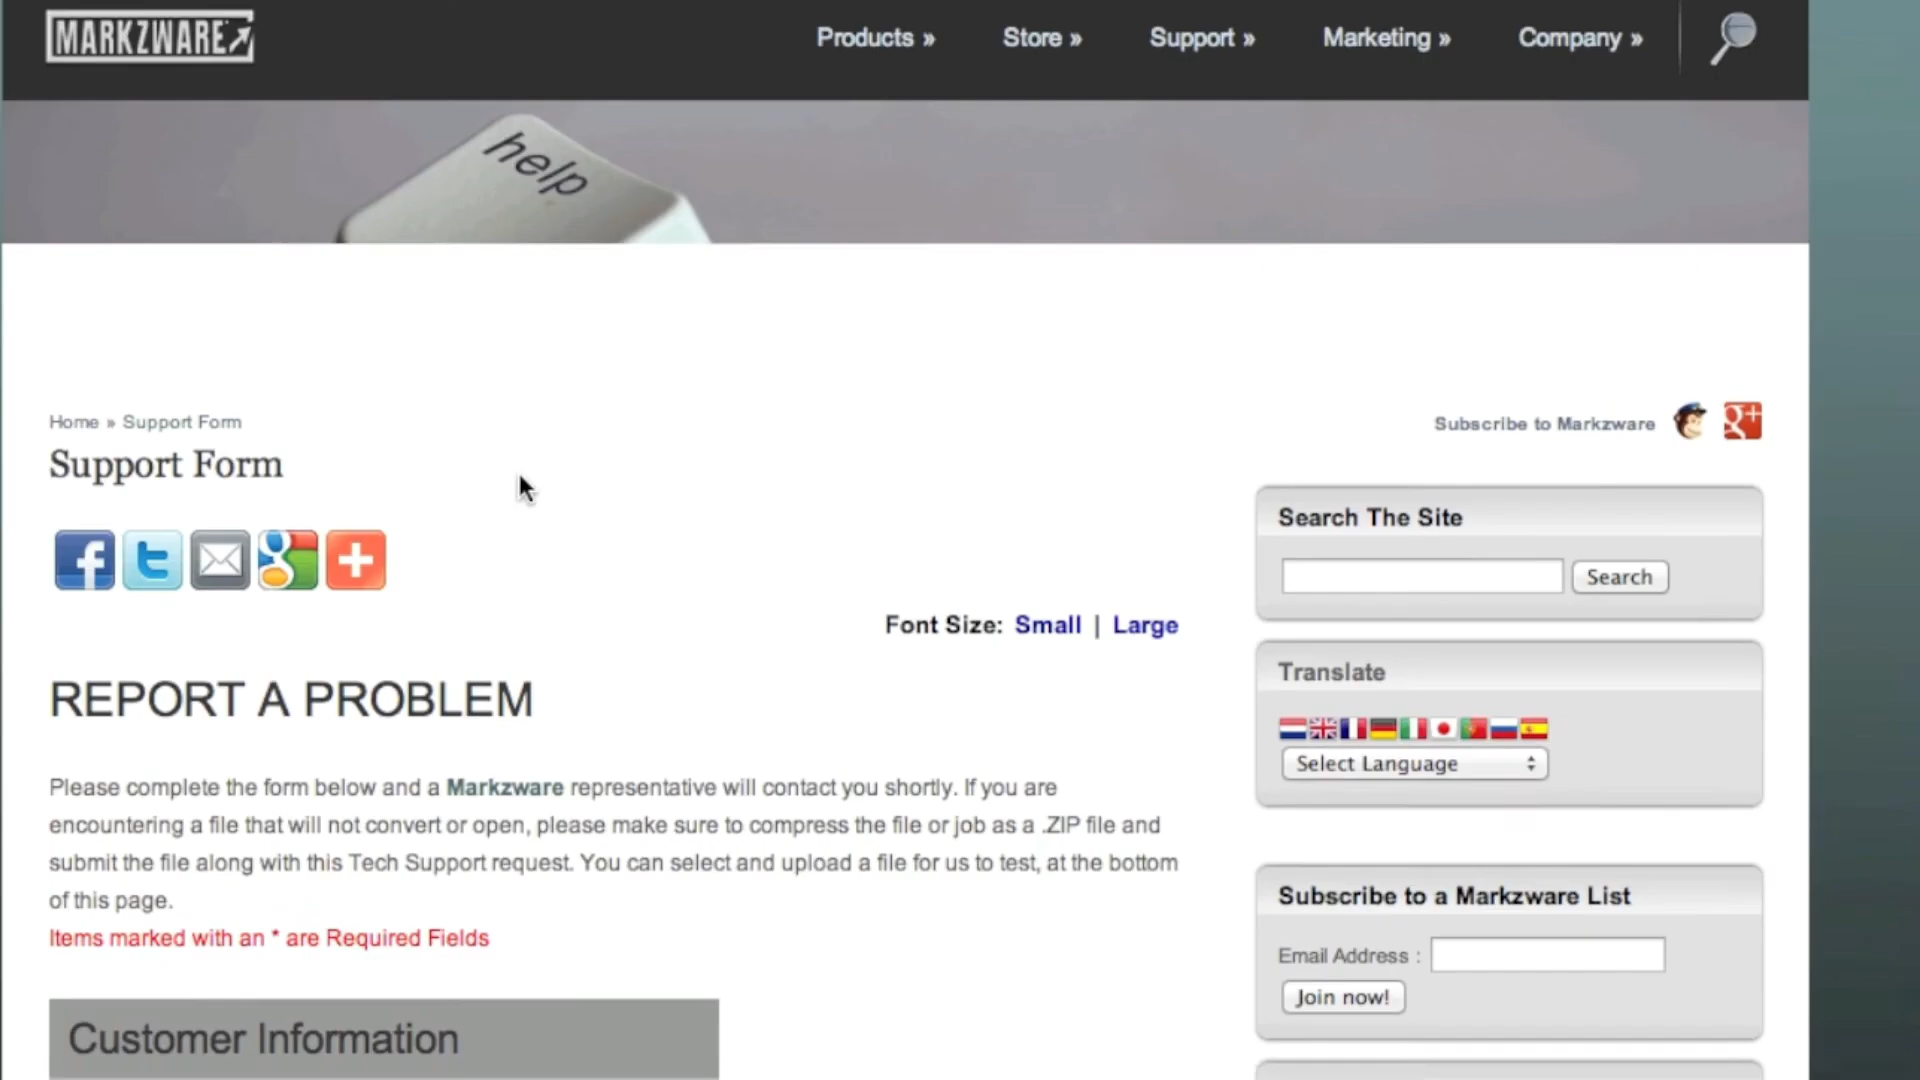 MARKZWARE
Products »
Store »
Support »
Marketing »
Company »
help
Home » Support Form
Support Form
Subscribe to Markzware
g+
Font Size: Small | Large
REPORT A PROBLEM
Please complete the form below and a Markzware representative will contact you shortly. If you are
encountering a file that will not convert or open, please make sure to compress the file or job as a .ZIP file and
submit the file along with this Tech Support request. You can select and upload a file for us to test, at the bottom
of this page.
Items marked with an * are Required Fields
Customer Information
Search The Site
Search
Translate
Select Language
Subscribe to a Markzware List
Email Address :
Join now!